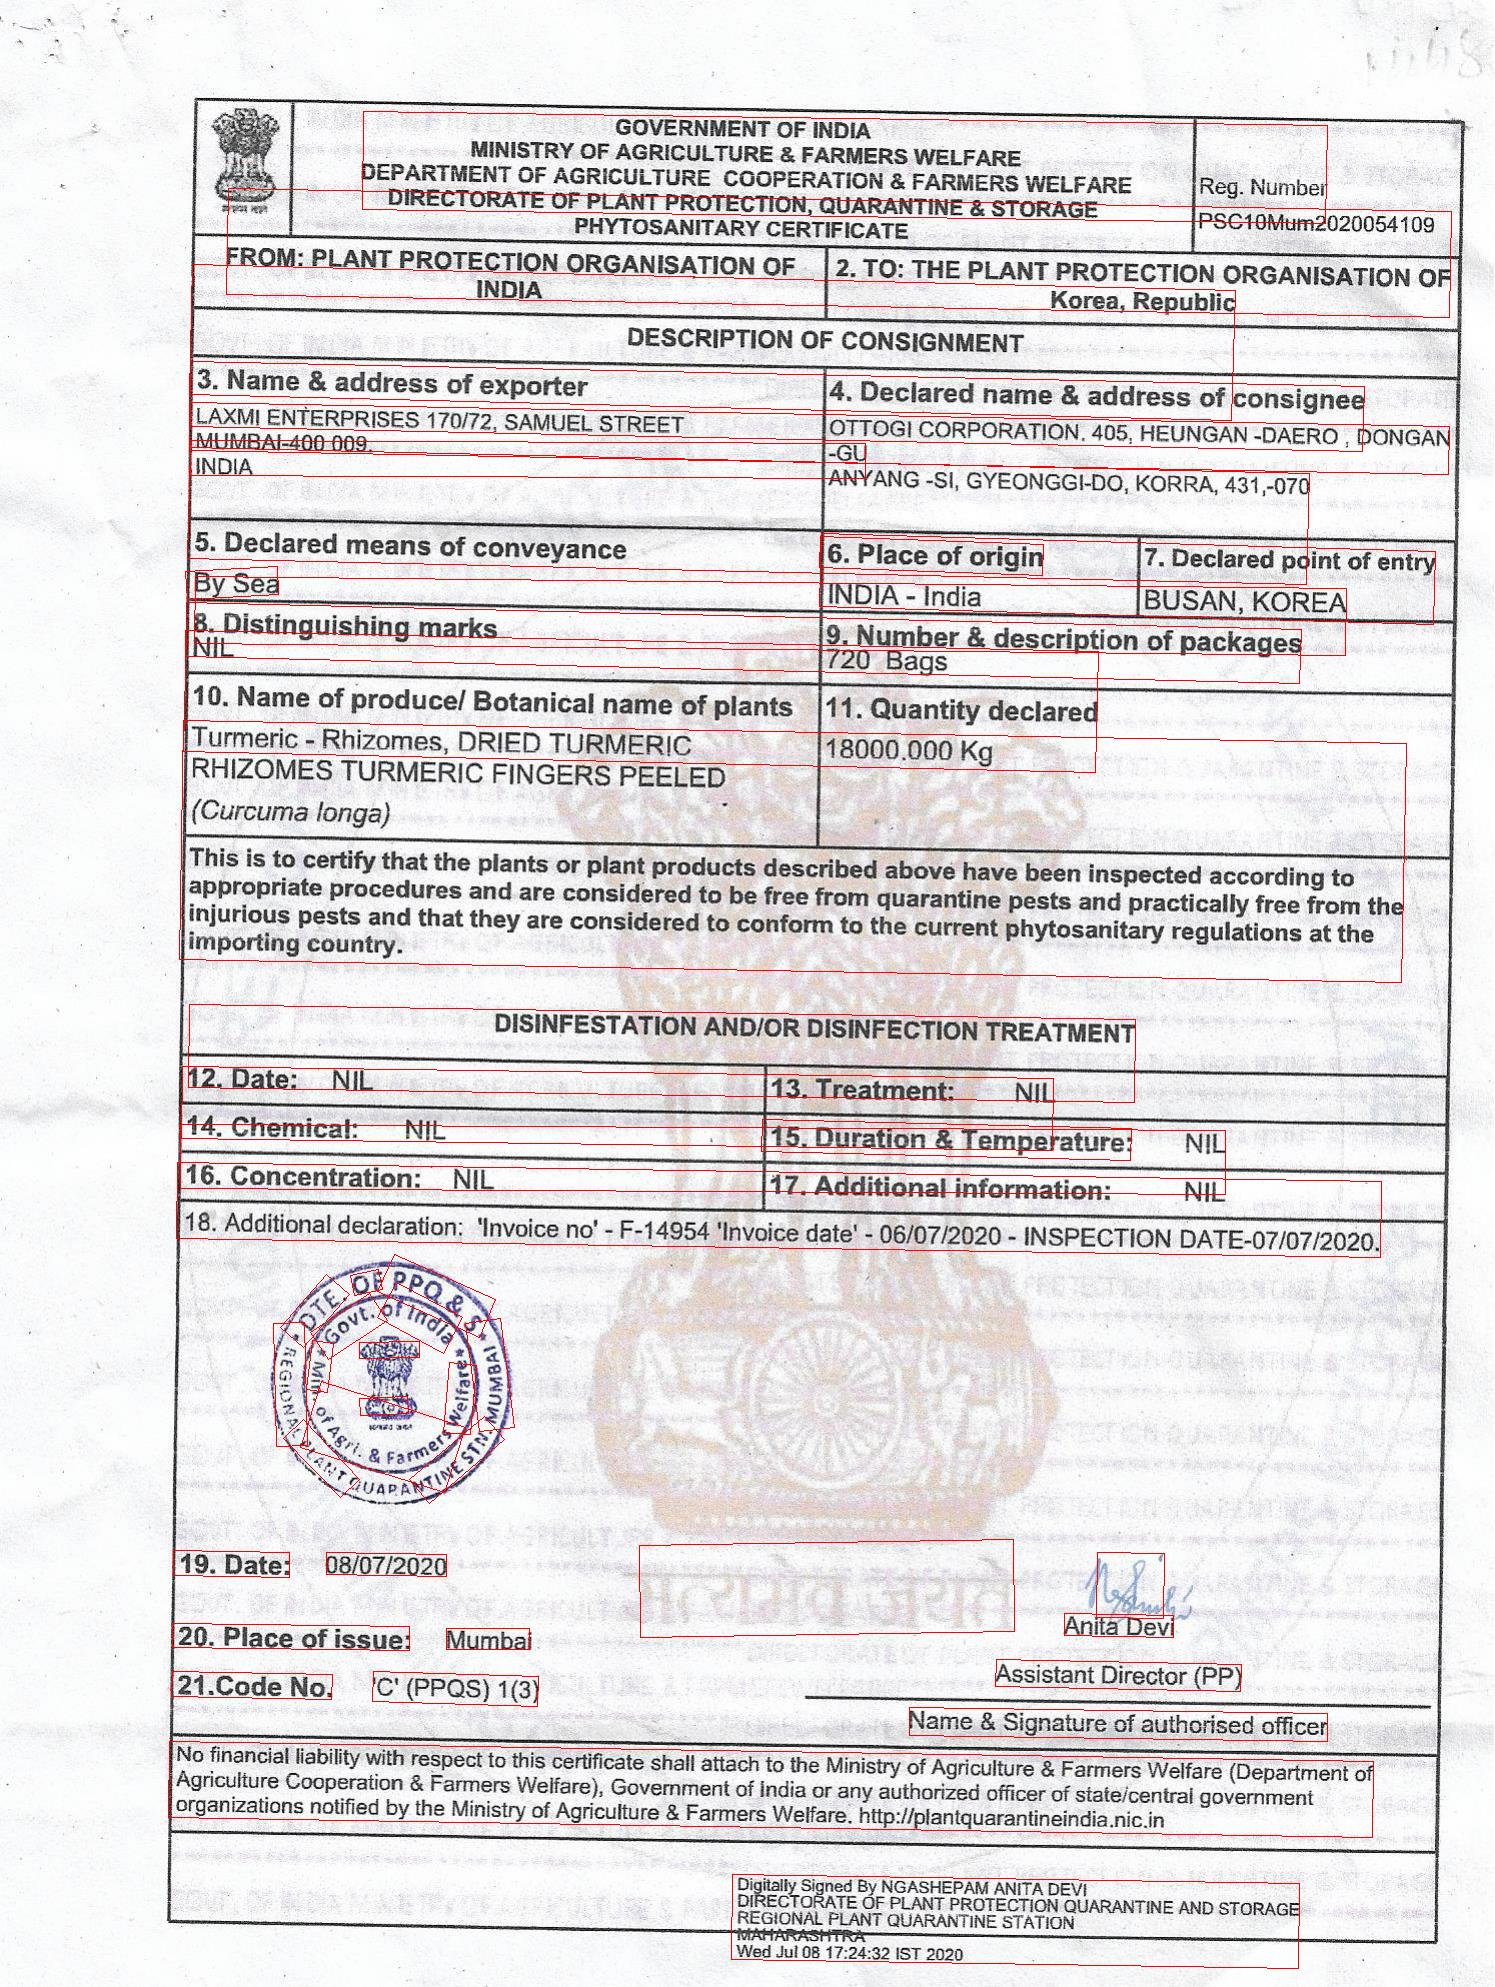 GOVERNMENT OF INDIA
MINISTRY OF AGRICULTURE & FARMERS WELFARE
DEPARTMENT OF AGRICULTURE COOPERATION & FARMERS WELFARE
DIRECTORATE OF PLANT PROTECTION, QUARANTINE & STORAGE
PHYTOSANITARY CERTIFICATE
Reg. Number
PSC10Mum2020054109
FROM: PLANT PROTECTION ORGANISATION OF
INDIA
2. TO: THE PLANT PROTECTION ORGANISATION OF
Korea, Republic
DESCRIPTION OF CONSIGNMENT
3. Name & address of exporter
LAXMI ENTERPRISES 170/72, SAMUEL STREET
MUMBAI-400 009.
INDIA
4. Declared name & address of consignee
OTTOGI CORPORATION. 405, HEUNGAN -DAERO , DONGAN
-GU
ANYANG -SI, GYEONGGI-DO, KORRA, 431,-070
5. Declared means of conveyance
By Sea
6. Place of origin
INDIA - India
7. Declared point of entry
BUSAN, KOREA
8. Distinguishing marks
NIL
9. Number & description of packages
720 Bags
10. Name of produce/ Botanical name of plants
Turmeric - Rhizomes, DRIED TURMERIC
RHIZOMES TURMERIC FINGERS PEELED
(Curcuma longa)
11. Quantity declared
18000.000 Kg
This is to certify that the plants or plant products described above have been inspected according to
appropriate procedures and are considered to be free from quarantine pests and practically free from the
injurious pests and that they are considered to conform to the current phytosanitary regulations at the
importing country.
DISINFESTATION AND/OR DISINFECTION TREATMENT
12. Date: NIL
13. Treatment: NIL
14. Chemical: NIL
15. Duration & Temperature: NIL
16. Concentration: NIL
17. Additional information: NIL
18. Additional declaration: 'Invoice no' - F-14954 'Invoice date' - 06/07/2020 - INSPECTION DATE-07/07/2020.
DTE. OF PPQ & S
REGIONAL PLANT QUARANTINE STN. MUMBAI
Govt. of India
Min. of Agri. & Farmers Welfare
19. Date: 08/07/2020
सत्यमेव जयते
Anita Devi
20. Place of issue: Mumbai
Assistant Director (PP)
21.Code No. 'C' (PPQS) 1(3)
Name & Signature of authorised officer
No financial liability with respect to this certificate shall attach to the Ministry of Agriculture & Farmers Welfare (Department of
Agriculture Cooperation & Farmers Welfare), Government of India or any authorized officer of state/central government
organizations notified by the Ministry of Agriculture & Farmers Welfare. http://plantquarantineindia.nic.in
Digitally Signed By NGASHEPAM ANITA DEVI
DIRECTORATE OF PLANT PROTECTION QUARANTINE AND STORAGE
REGIONAL PLANT QUARANTINE STATION
MAHARASHTRA
Wed Jul 08 17:24:32 IST 2020